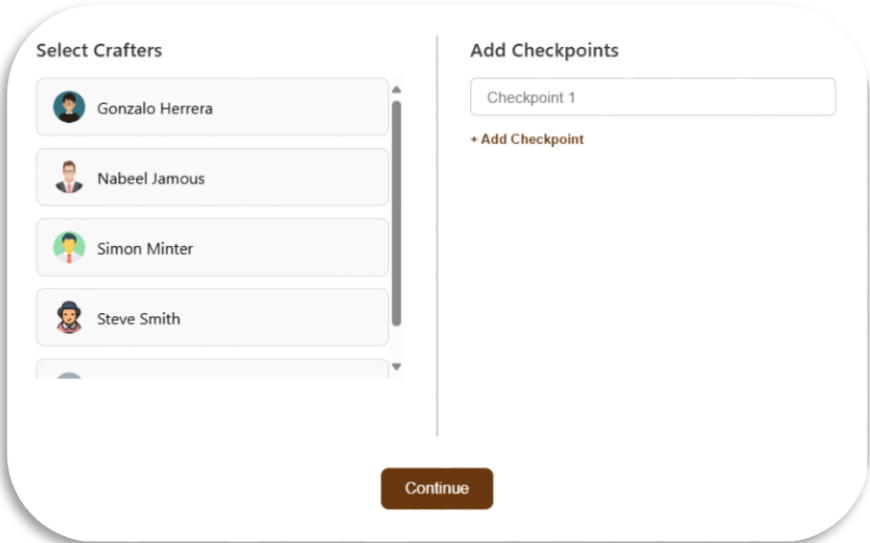 Select Crafters
Gonzalo Herrera
Nabeel Jamous
Simon Minter
Steve Smith
Add Checkpoints
Checkpoint 1
+ Add Checkpoint
Continue